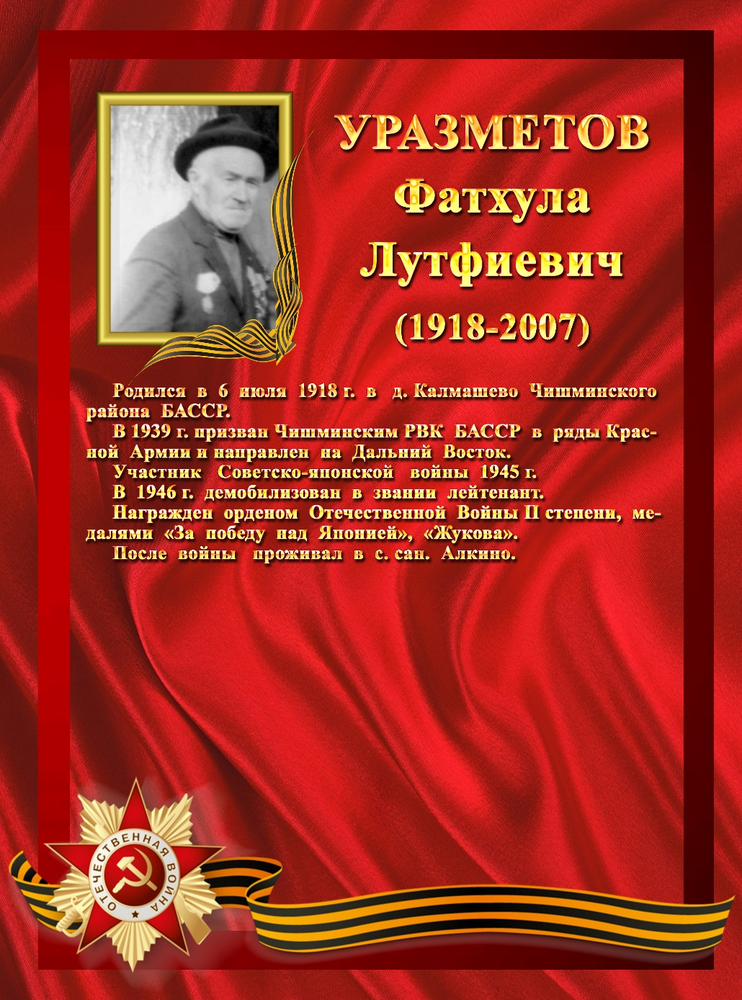 УРАЗМЕТОВ
Фатхула
Лутфиевич
(1918-2007)
Родился в 6 июля 1918 г. в д. Калмашево Чишминского
района БАССР.
В 1939 г. призван Чишминским РВК БАССР в ряды Крас-
ной Армии и направлен на Дальний Восток.
Участник Советско-японской войны 1945 г.
В 1946 г. демобилизован в звании лейтенант.
Награжден орденом Отечественной Войны II степени, ме-
далями «За победу над Японией», «Жукова».
После войны проживал в с. сан. Алкино.
ОТЕЧЕСТВЕННАЯ ВОЙНА